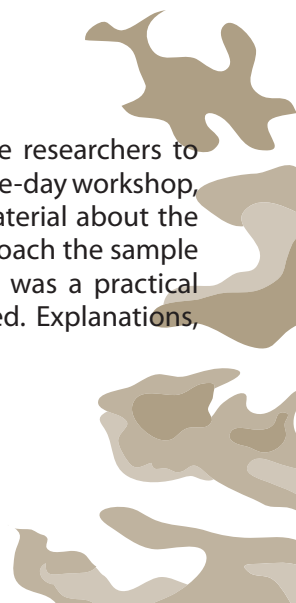 e researchers to
e-day workshop,
aterial about the
oach the sample
was a practical
ed. Explanations,